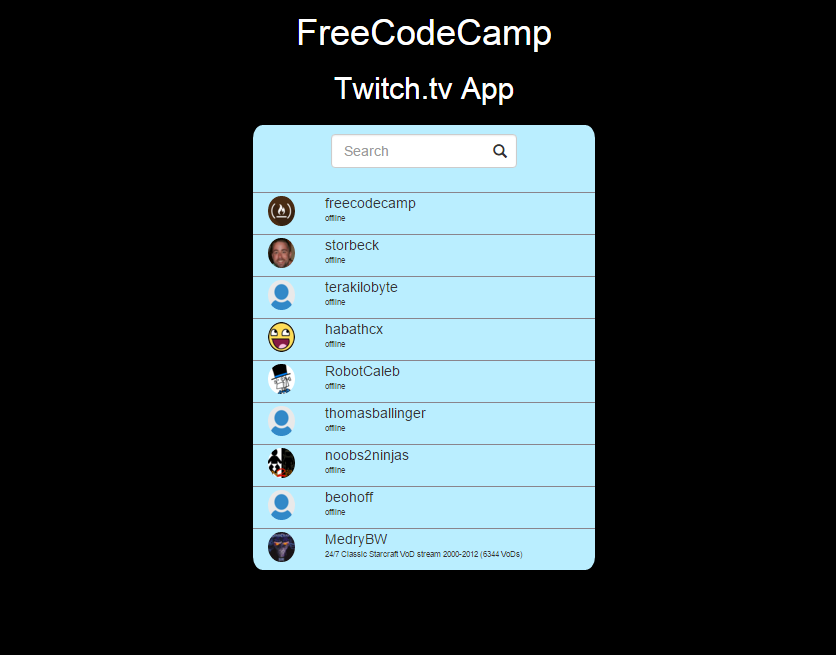 FreeCodeCamp
Twitch.tv App
Search
freecodecamp
offline
storbeck
offline
terakilobyte
offline
habathcx
offline
RobotCaleb
offline
thomasballinger
offline
noobs2ninjas
offline
beohoff
offline
MedryBW
24/7 Classic Starcraft VoD stream 2000-2012 (6344 VoDs)